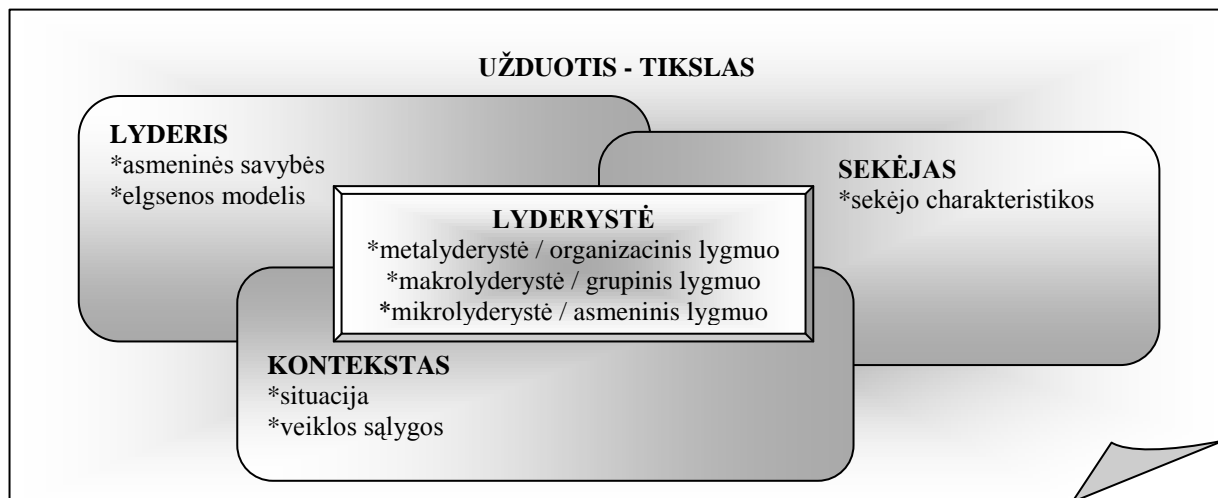 UŽDUOTIS - TIKSLAS
LYDERIS
*asmeninės savybės
*elgsenos modelis
SEKĖJAS
*sekėjo charakteristikos
LYDERYSTĖ
*metalyderystė / organizacinis lygmuo
*makrolyderystė / grupinis lygmuo
*mikrolyderystė / asmeninis lygmuo
KONTEKSTAS
*situacija
*veiklos sąlygos